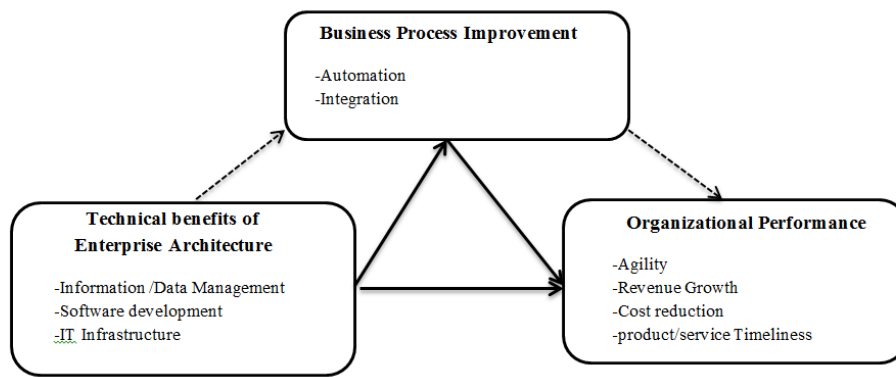 Business Process Improvement
-Automation
-Integration
Technical benefits of
Enterprise Architecture
-Information /Data Management
-Software development
-IT Infrastructure
Organizational Performance
-Agility
-Revenue Growth
-Cost reduction
-product/service Timeliness